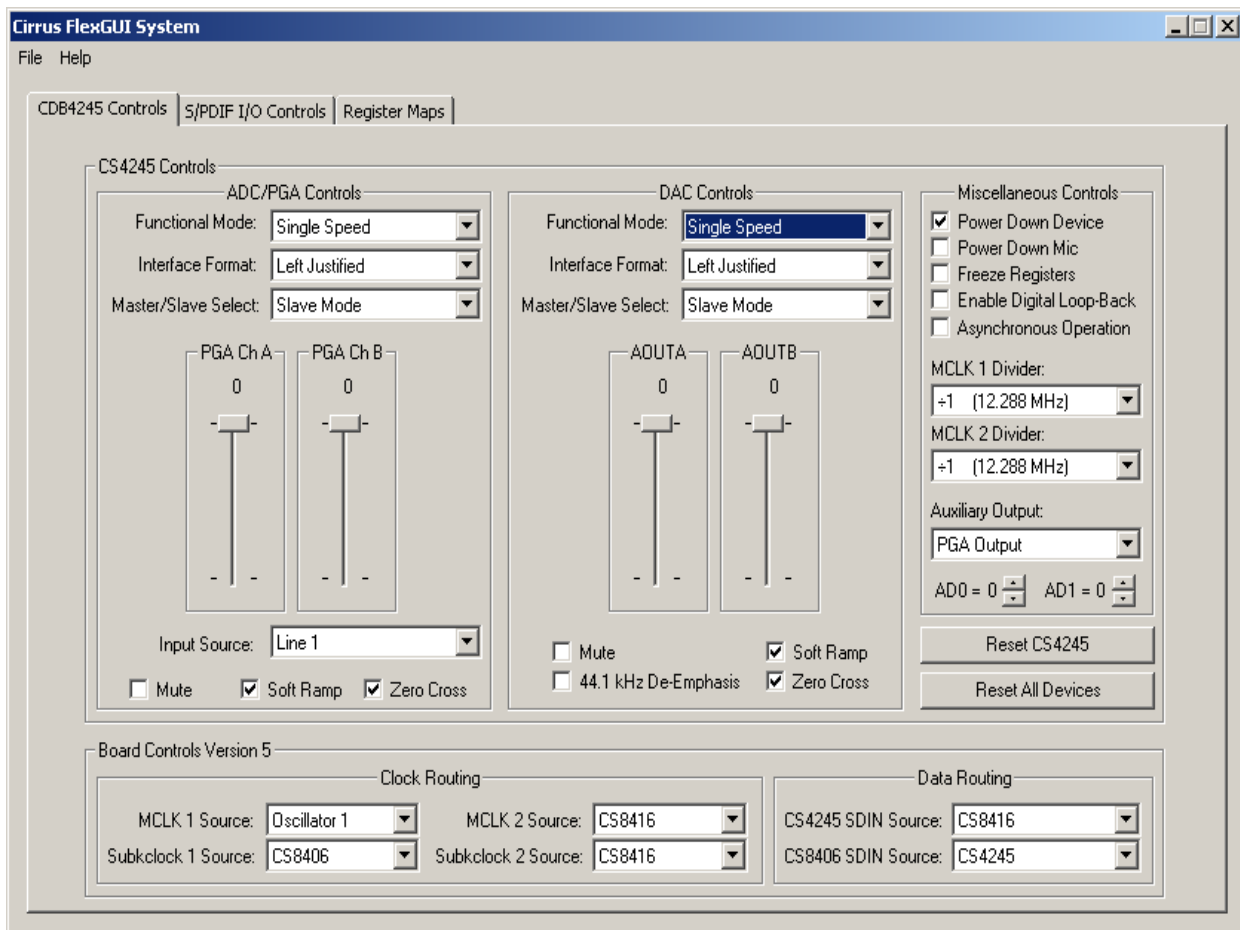 Cirrus FlexGUI System
File Help
CDB4245 Controls S/PDIF I/O Controls Register Maps
CS4245 Controls
ADC/PGA Controls
Functional Mode: Single Speed
Interface Format: Left Justified
Master/Slave Select: Slave Mode
PGA Ch A PGA Ch B
0 0
Input Source: Line 1
Mute Soft Ramp Zero Cross
DAC Controls
Functional Mode: Single Speed
Interface Format: Left Justified
Master/Slave Select: Slave Mode
AOUTA AOUTB
0 0
Mute Soft Ramp
44.1 kHz De-Emphasis Zero Cross
Miscellaneous Controls
Power Down Device
Power Down Mic
Freeze Registers
Enable Digital Loop-Back
Asynchronous Operation
MCLK 1 Divider:
÷1 (12.288 MHz)
MCLK 2 Divider:
÷1 (12.288 MHz)
Auxiliary Output:
PGA Output
AD0 = 0 AD1 = 0
Reset CS4245
Reset All Devices
Board Controls Version 5
Clock Routing
MCLK 1 Source: Oscillator 1 MCLK 2 Source: CS8416
Subkclock 1 Source: CS8406 Subkclock 2 Source: CS8416
Data Routing
CS4245 SDIN Source: CS8416
CS8406 SDIN Source: CS4245